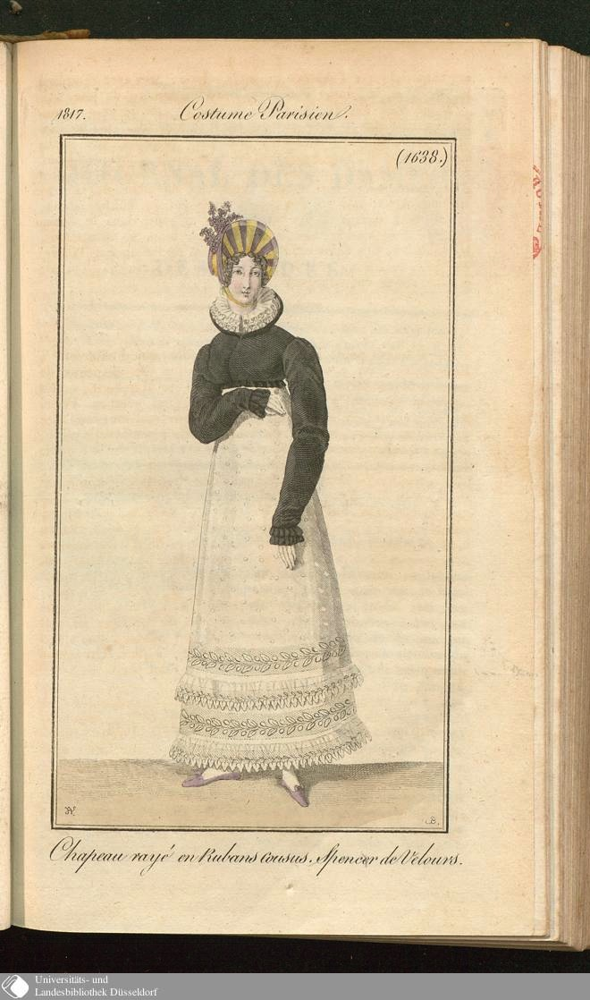 1817. Costume Parisien.
(1638.)
B.
Chapeau rayé en Rubans cousus. Spencer de Velours.
Universitäts- und
Landesbibliothek Düsseldorf